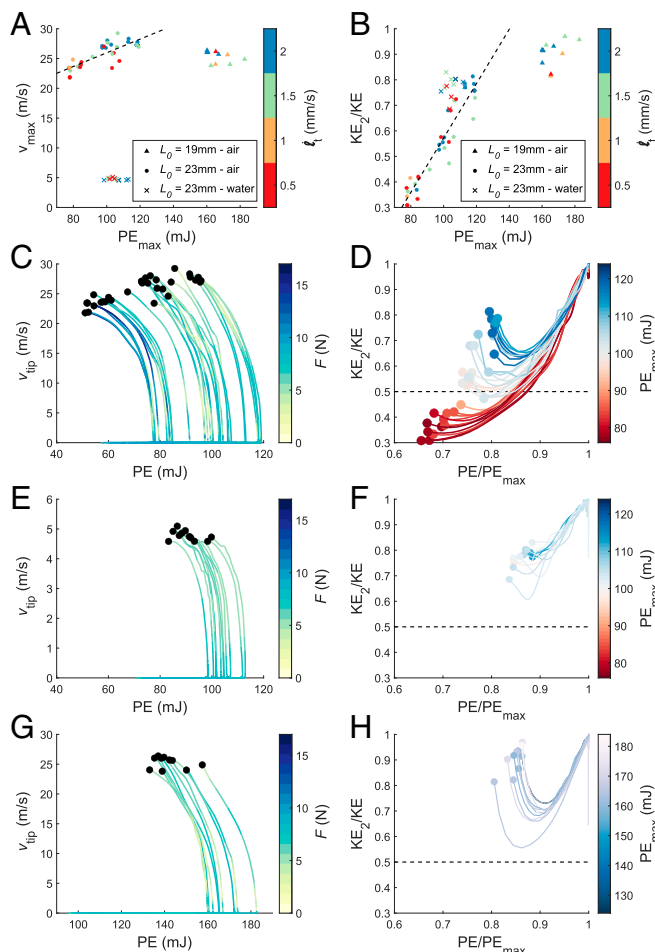 A
30
25
20
15
10
5
0
v_max (m/s)
80 100 120 140 160 180
PE_max (mJ)
L_0 = 19mm - air
L_0 = 23mm - air
L_0 = 23mm - water
2
1.5
1
0.5
ℓ̇_t (mm/s)
B
1
0.9
0.8
0.7
0.6
0.5
0.4
0.3
KE_2/KE
80 100 120 140 160 180
PE_max (mJ)
L_0 = 19mm - air
L_0 = 23mm - air
L_0 = 23mm - water
2
1.5
1
0.5
ℓ̇_t (mm/s)
C
30
25
20
15
10
5
0
v_tip (m/s)
40 60 80 100 120
PE (mJ)
15
10
5
0
F (N)
D
1
0.9
0.8
0.7
0.6
0.5
0.4
0.3
KE_2/KE
0.6 0.7 0.8 0.9 1
PE/PE_max
120
110
100
90
80
PE_max (mJ)
E
6
5
4
3
2
1
0
v_tip (m/s)
40 60 80 100 120
PE (mJ)
15
10
5
0
F (N)
F
1
0.9
0.8
0.7
0.6
0.5
0.4
0.3
KE_2/KE
0.6 0.7 0.8 0.9 1
PE/PE_max
120
110
100
90
80
PE_max (mJ)
G
30
25
20
15
10
5
0
v_tip (m/s)
100 120 140 160 180
PE (mJ)
15
10
5
0
F (N)
H
1
0.9
0.8
0.7
0.6
0.5
0.4
0.3
KE_2/KE
0.6 0.7 0.8 0.9 1
PE/PE_max
180
170
160
150
140
130
PE_max (mJ)